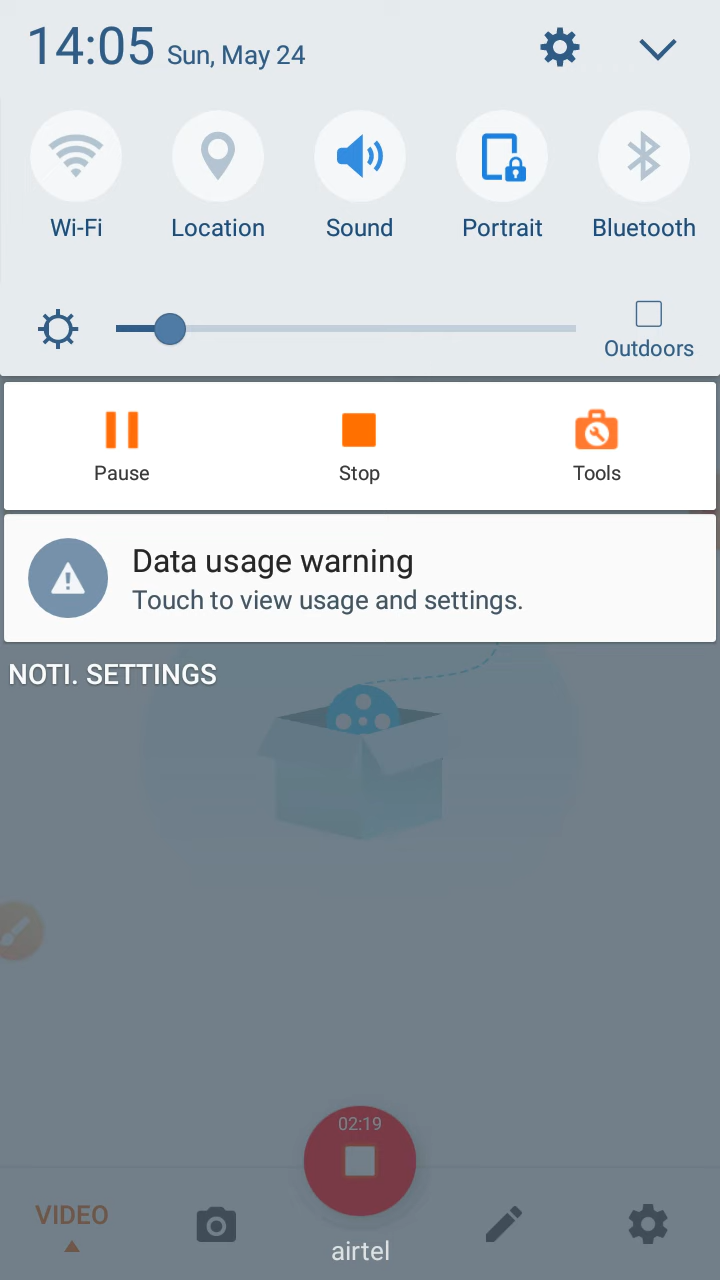 14:05 Sun, May 24
Wi-Fi Location Sound Portrait Bluetooth
Outdoors
Pause Stop Tools
Data usage warning
Touch to view usage and settings.
NOTI. SETTINGS
02:19
VIDEO
airtel